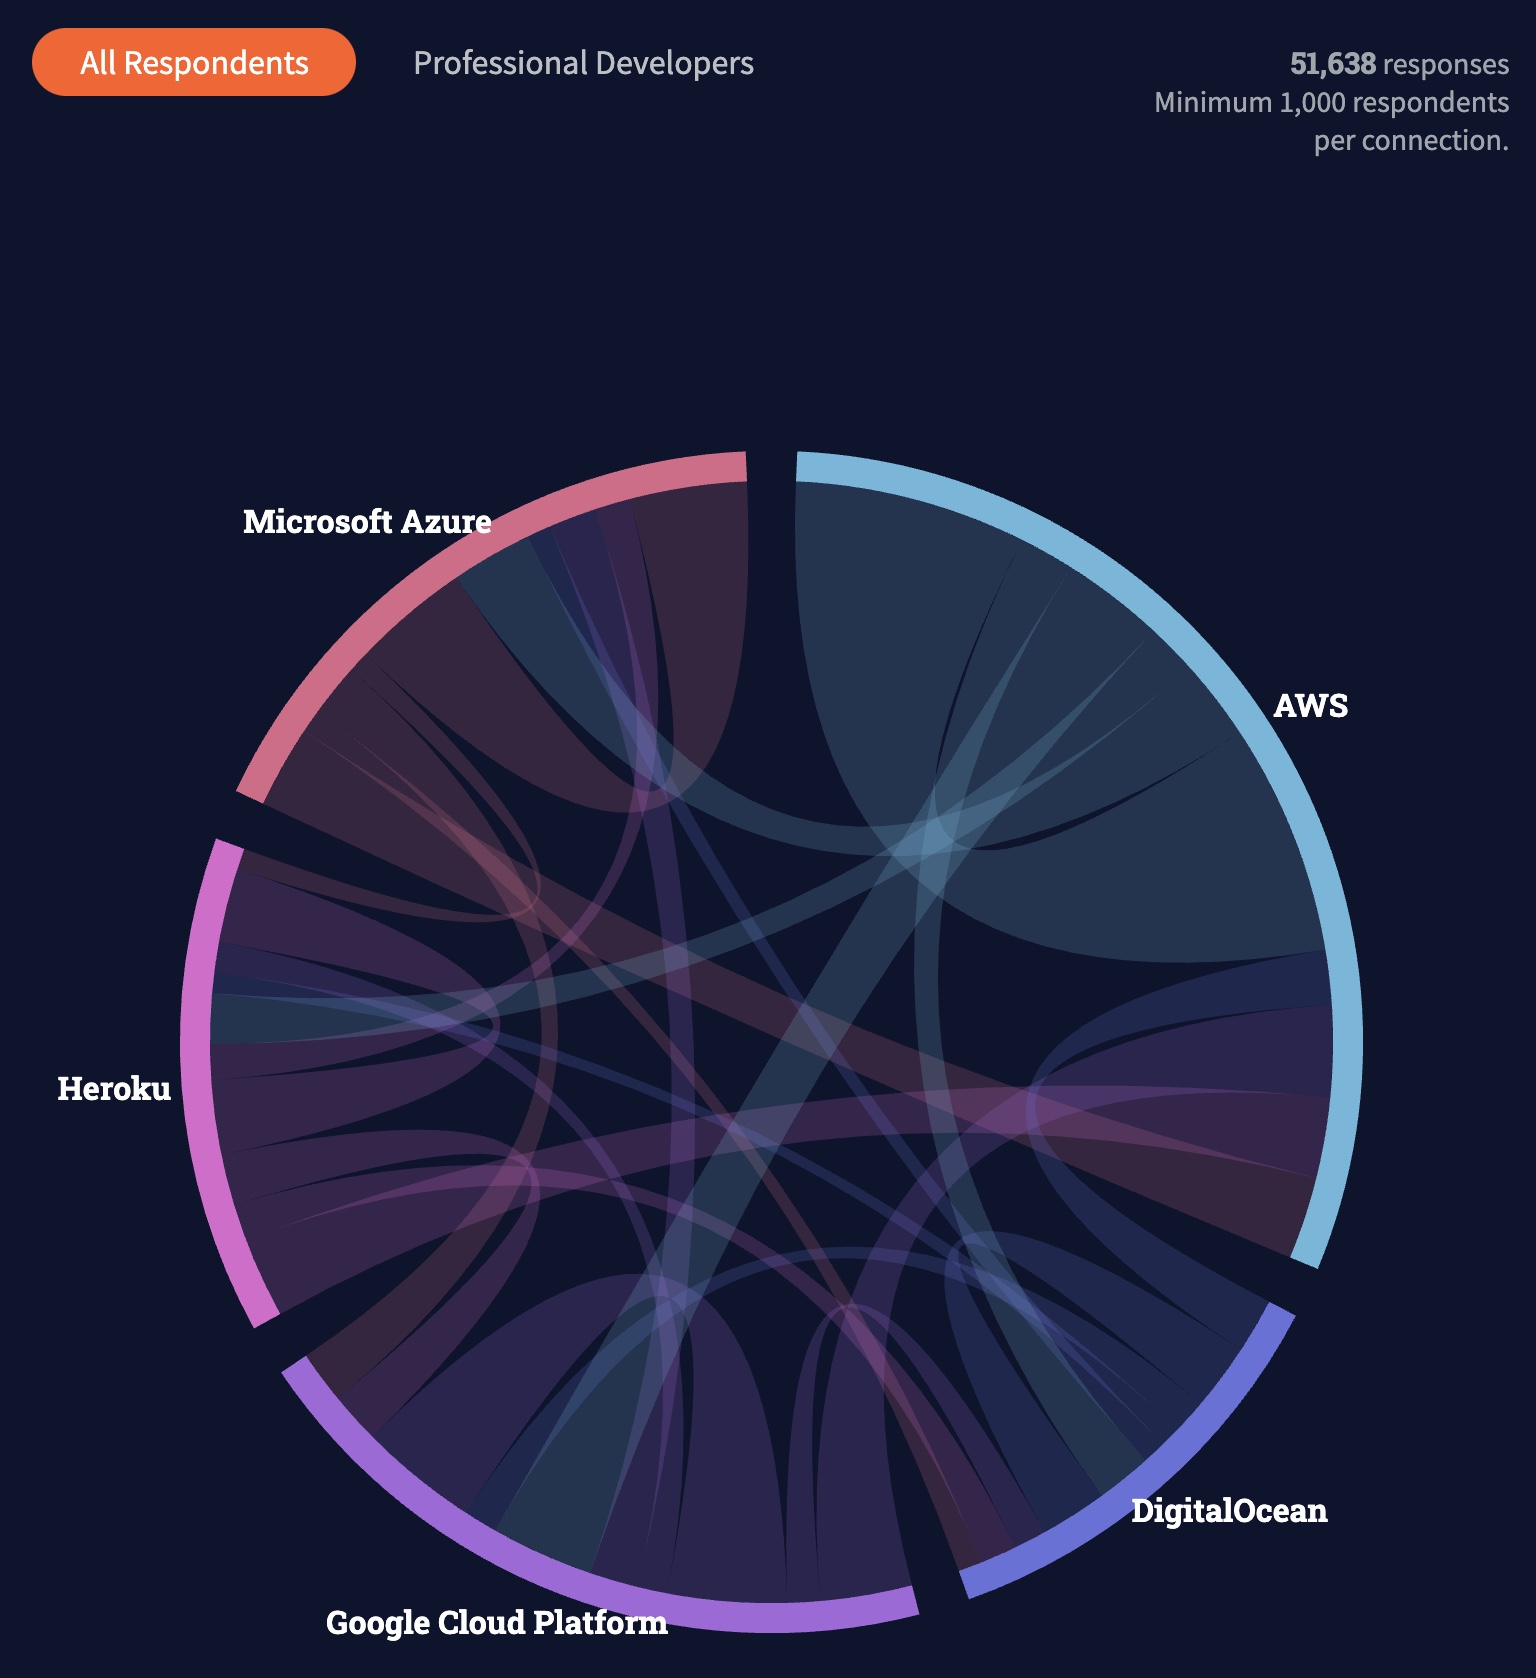 All Respondents
Professional Developers
51,638 responses
Minimum 1,000 respondents
per connection.
Microsoft Azure
AWS
Heroku
DigitalOcean
Google Cloud Platform